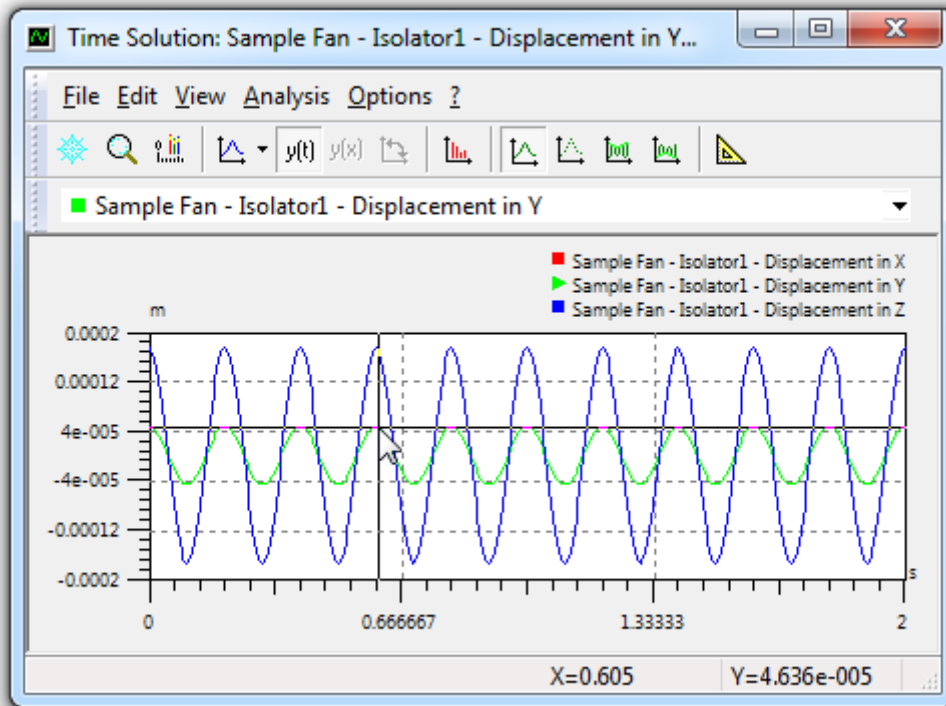 Time Solution: Sample Fan - Isolator1 - Displacement in Y...
File Edit View Analysis Options ?
y(t) y(x)
Sample Fan - Isolator1 - Displacement in Y
Sample Fan - Isolator1 - Displacement in X
Sample Fan - Isolator1 - Displacement in Y
Sample Fan - Isolator1 - Displacement in Z
m
0.0002
0.00012
4e-005
-4e-005
-0.00012
-0.0002
s
0 0.666667 1.33333 2
X=0.605 Y=4.636e-005